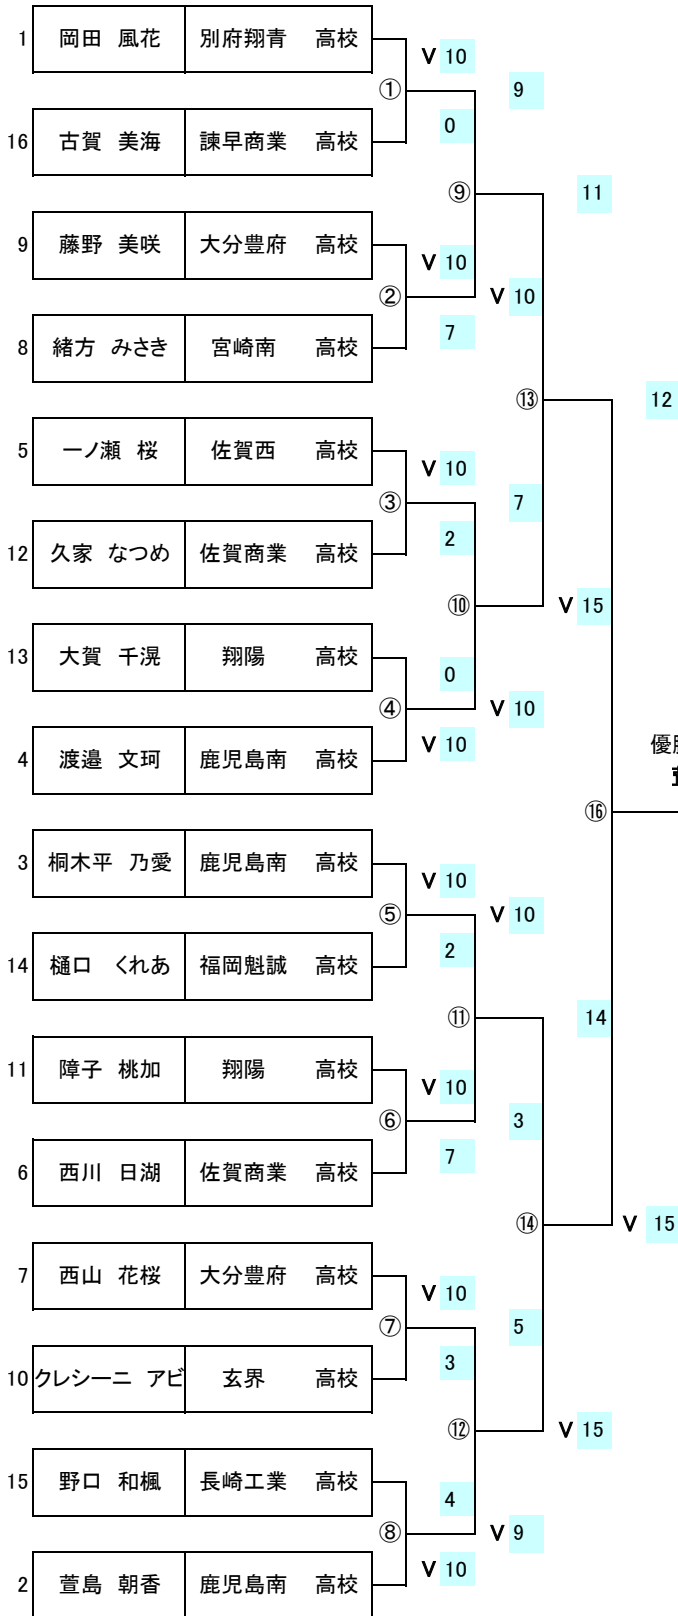 1 岡田 風花 別府翔青 高校
V 10
①
9
0
16 古賀 美海 諫早商業 高校
⑨
11
9 藤野 美咲 大分豊府 高校
V 10
②
V 10
7
8 緒方 みさき 宮崎南 高校
⑬
12
5 一ノ瀬 桜 佐賀西 高校
V 10
③
7
2
12 久家 なつめ 佐賀商業 高校
⑩
V 15
13 大賀 千滉 翔陽 高校
0
④
V 10
V 10
4 渡邉 文珂 鹿児島南 高校
⑯
3 桐木平 乃愛 鹿児島南 高校
V 10
⑤
V 10
2
14 樋口 くれあ 福岡魁誠 高校
⑪
14
11 障子 桃加 翔陽 高校
V 10
⑥
3
7
6 西川 日湖 佐賀商業 高校
⑭
V 15
7 西山 花桜 大分豊府 高校
V 10
⑦
5
3
10 クレシーニ アビ 玄界 高校
⑫
V 15
15 野口 和楓 長崎工業 高校
4
⑧
V 9
V 10
2 萱島 朝香 鹿児島南 高校